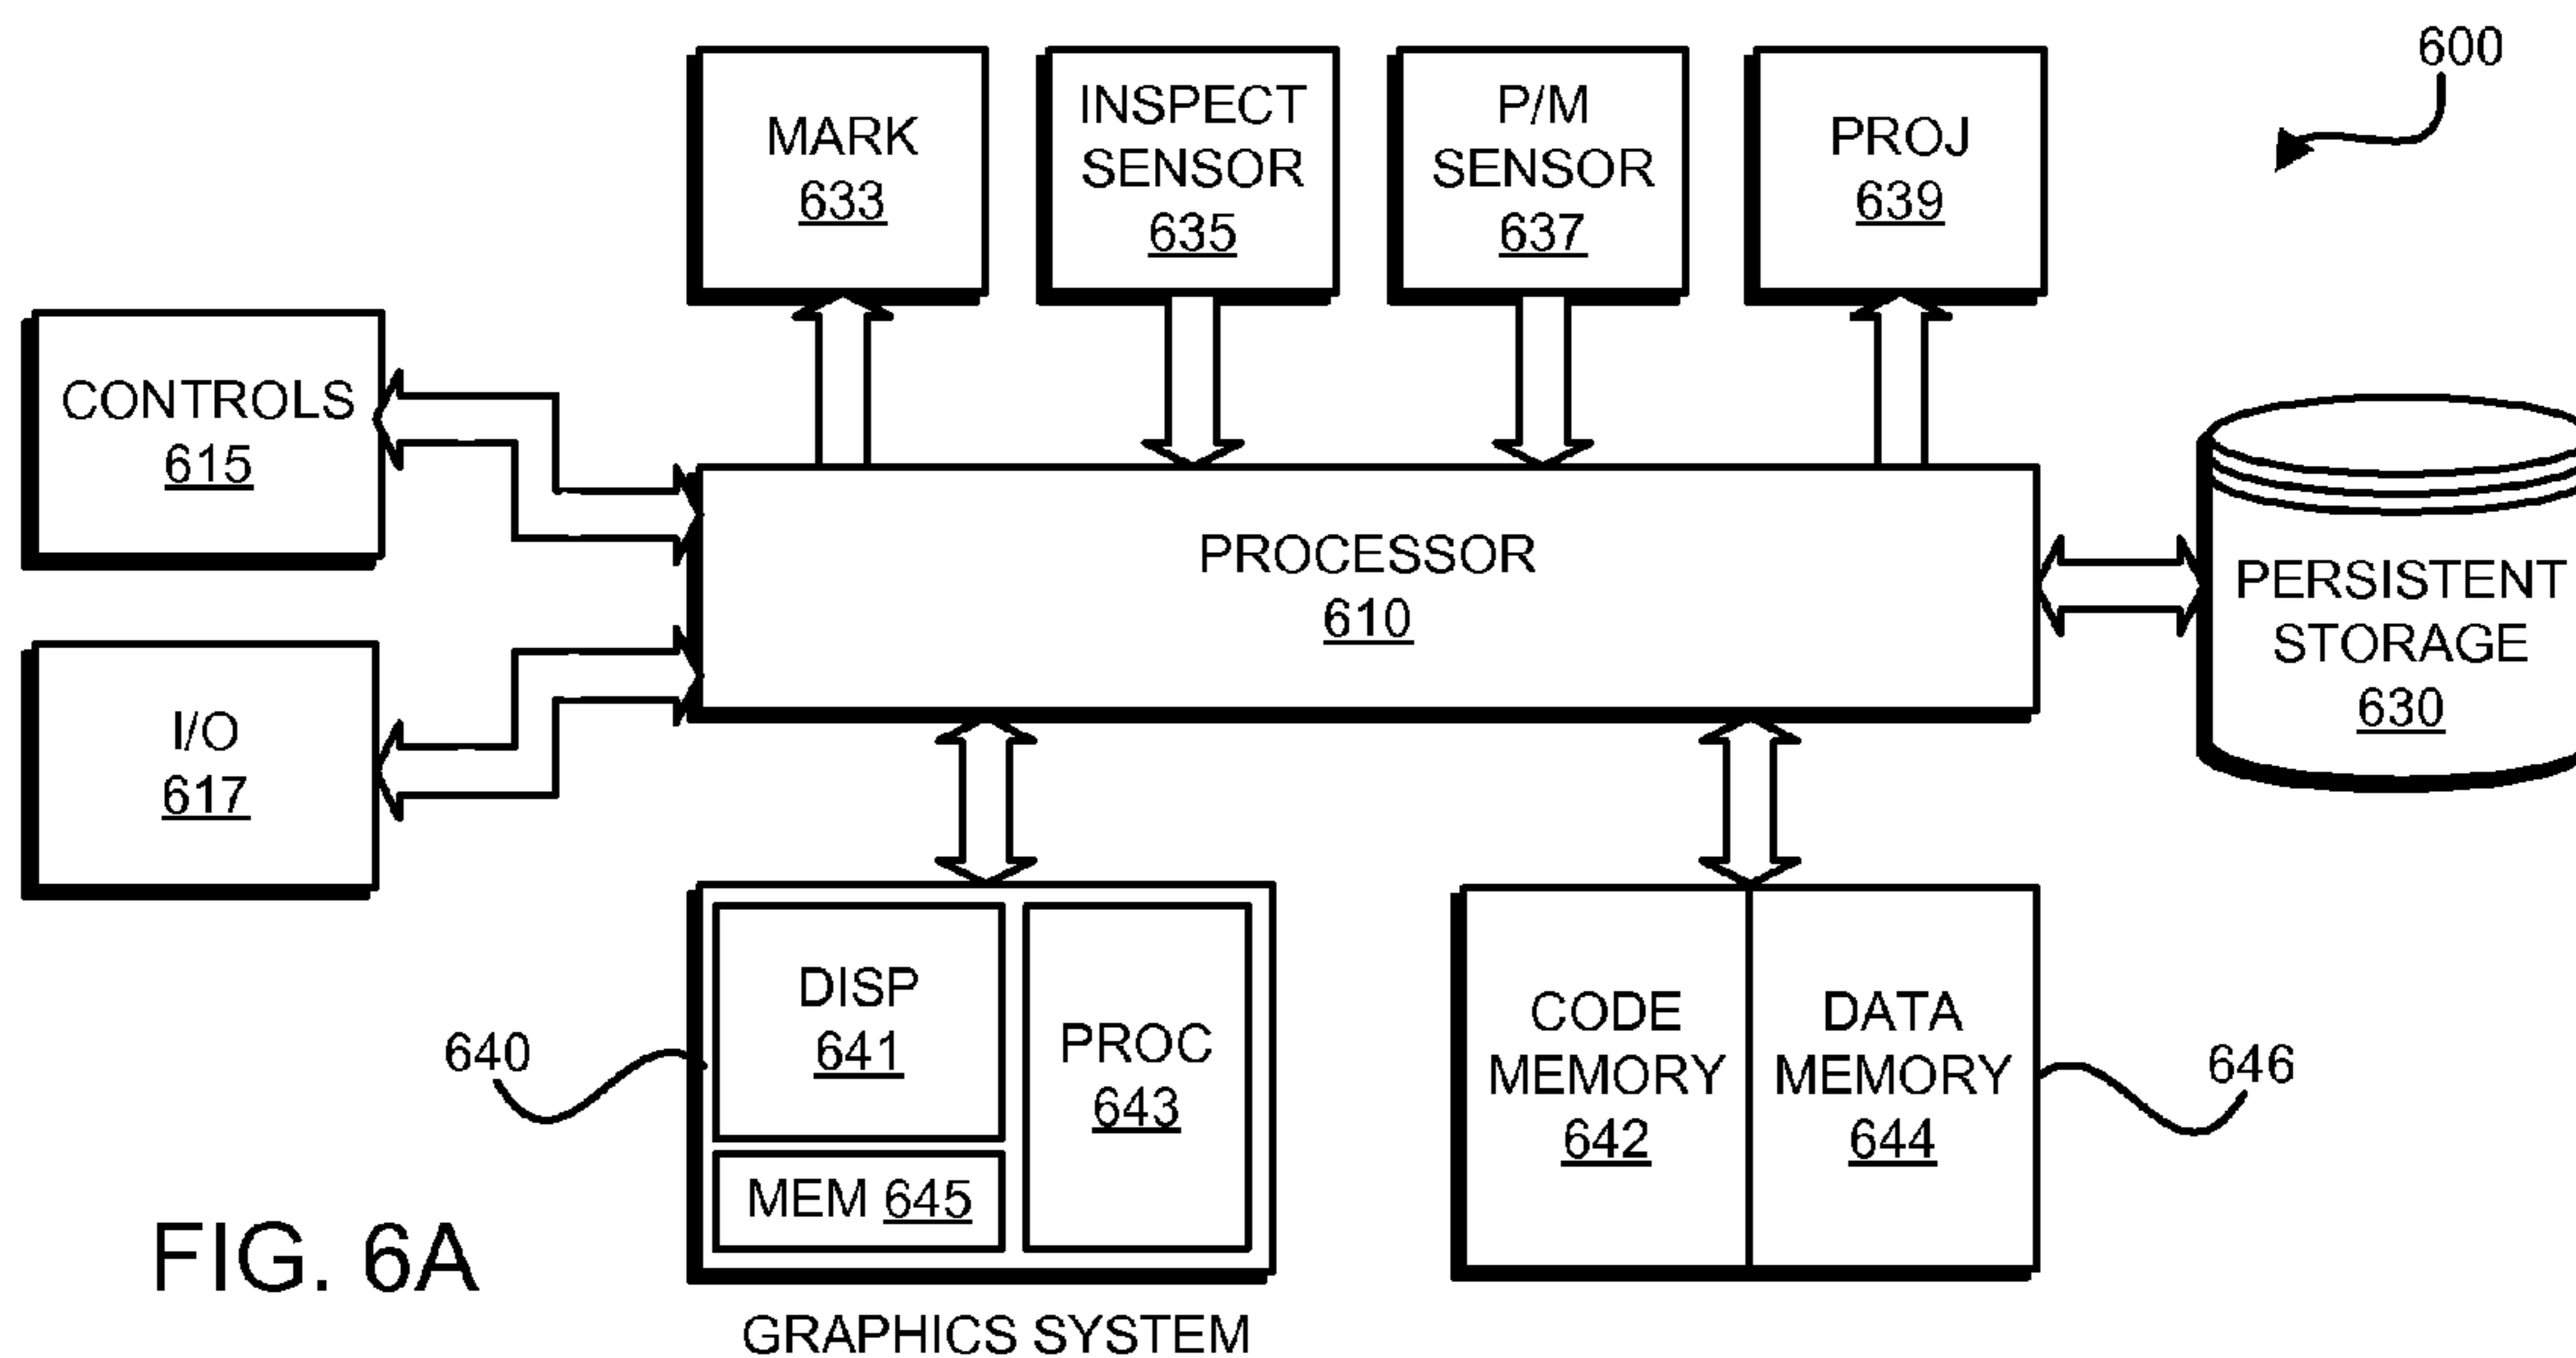 600
MARK
633
INSPECT
SENSOR
635
P/M
SENSOR
637
PROJ
639
CONTROLS
615
PROCESSOR
610
PERSISTENT
STORAGE
630
I/O
617
640
DISP
641
MEM 645
PROC
643
CODE
MEMORY
642
DATA
MEMORY
644
646
FIG. 6A
GRAPHICS SYSTEM